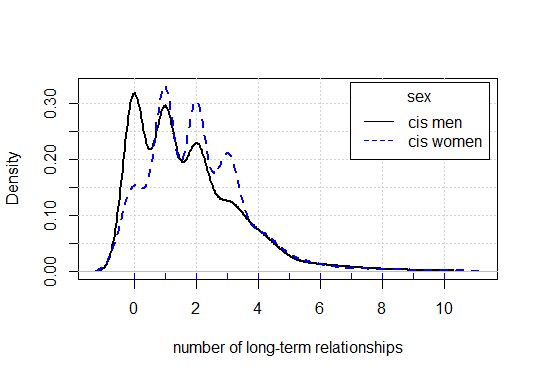 sex
cis men
cis women
Density
0.00
0.10
0.20
0.30
0
2
4
6
8
10
number of long-term relationships